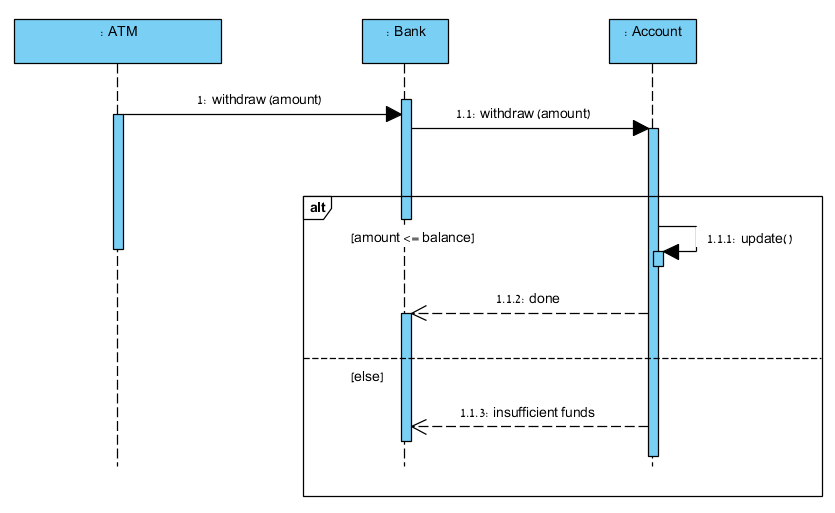 : ATM
: Bank
: Account
1: withdraw (amount)
1.1: withdraw (amount)
alt
[amount <= balance]
1.1.1: update()
1.1.2: done
[else]
1.1.3: insufficient funds